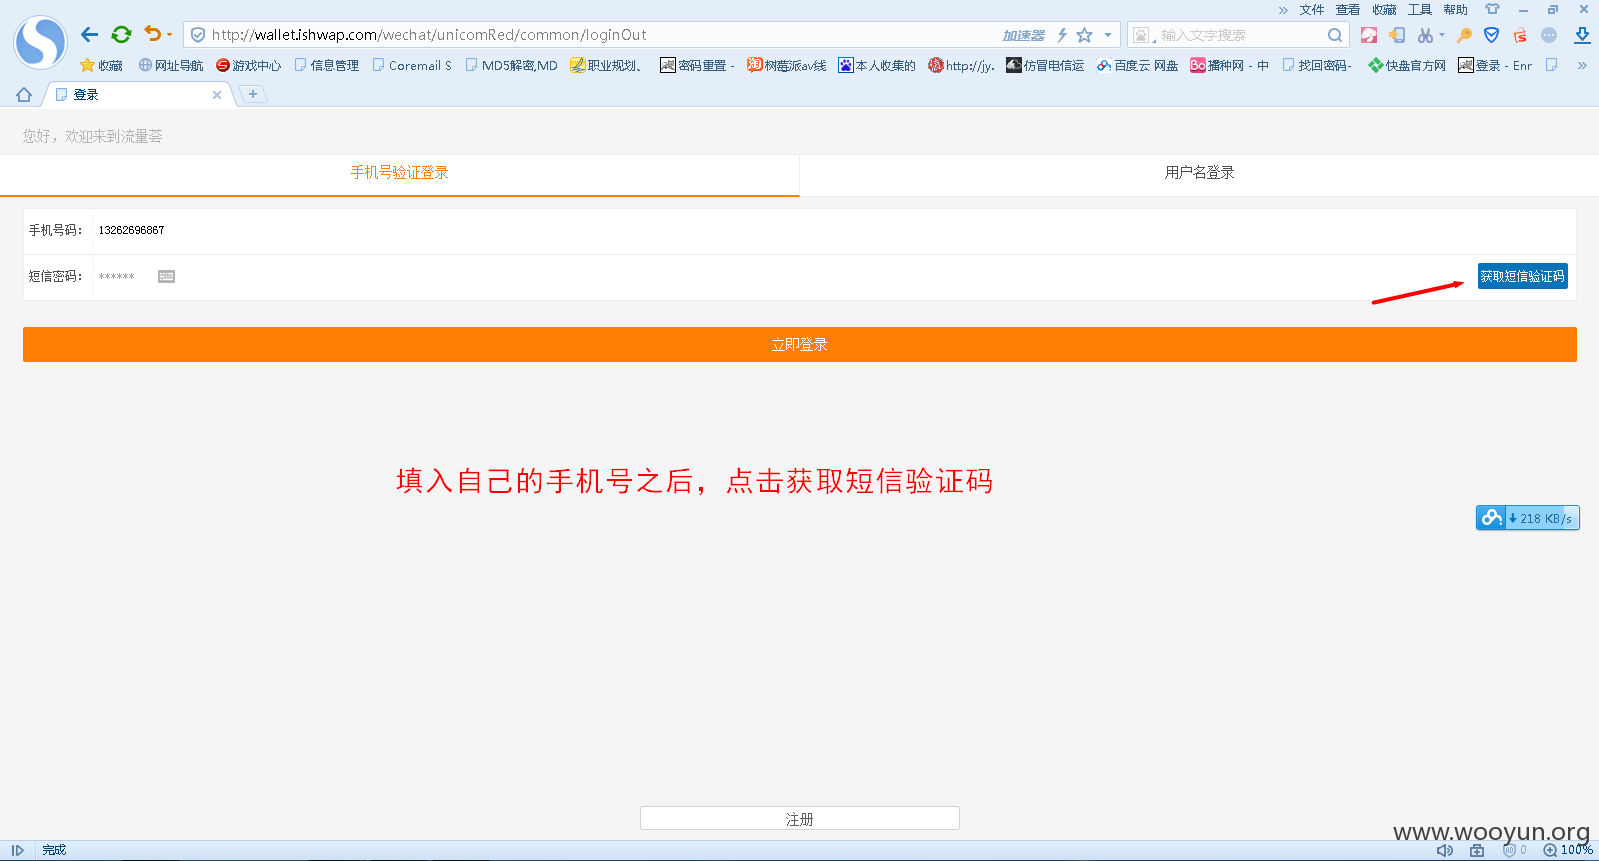 » 文件 查看 收藏 工具 帮助
http://wallet.ishwap.com/wechat/unicomRed/common/loginOut 加速器 输入文字搜索
收藏 网址导航 游戏中心 信息管理 Coremail S MD5解密,MD 职业规划、 密码重置 - 树莓派av线 本人收集的 http://jy. 仿冒电信运 百度云 网盘 播种网 - 中 找回密码- 快盘官方网 登录 - Enr »
登录
您好，欢迎来到流量荟
手机号验证登录 用户名登录
手机号码： 13262696867
短信密码： ****** 获取短信验证码
立即登录
填入自己的手机号之后，点击获取短信验证码
218 KB/s
注册
www.wooyun.org
完成 0 100%